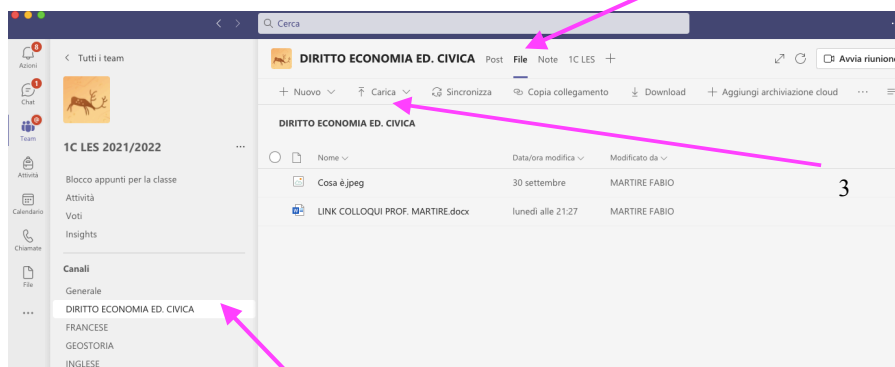 Cerca
8
Azioni
Tutti i team
DIRITTO ECONOMIA ED. CIVICA Post File Note 1C LES + Avvia riunione
1
Chat
+ Nuovo Carica Sincronizza Copia collegamento Download + Aggiungi archiviazione cloud ...
@
Team
DIRITTO ECONOMIA ED. CIVICA
1C LES 2021/2022 ...
Nome Data/ora modifica Modificato da
Attività
Blocco appunti per la classe
Cosa è.jpeg 30 settembre MARTIRE FABIO
3
Attività
Calendario
Voti
LINK COLLOQUI PROF. MARTIRE.docx lunedì alle 21:27 MARTIRE FABIO
Insights
Chiamate
Canali
File
Generale
...
DIRITTO ECONOMIA ED. CIVICA
FRANCESE
GEOSTORIA
INGLESE